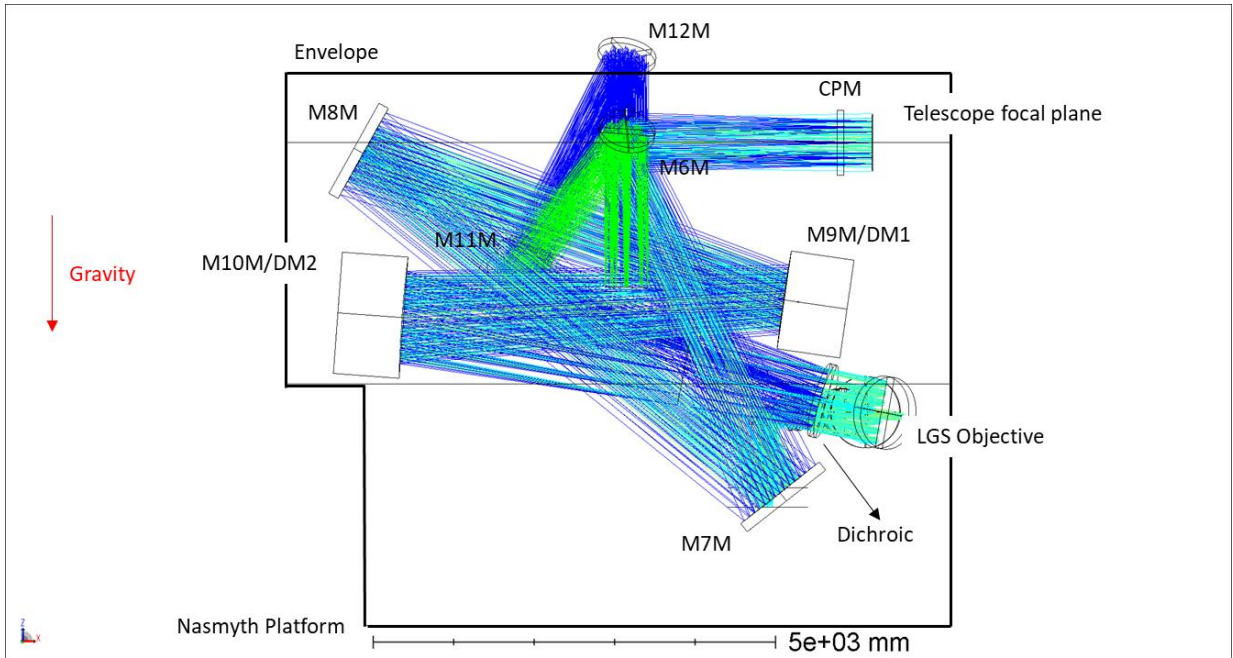 M12M
Envelope
CPM
M8M
Telescope focal plane
M6M
M11M
M9M/DM1
M10M/DM2
Gravity
LGS Objective
Dichroic
M7M
Nasmyth Platform
5e+03 mm
Z
X